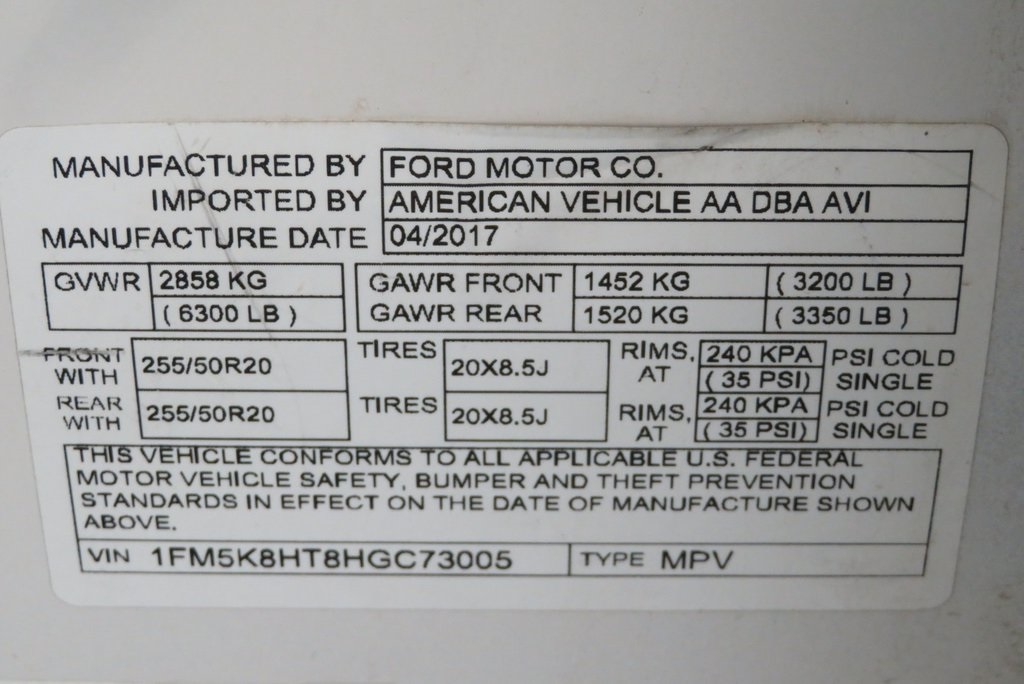 MANUFACTURED BY FORD MOTOR CO.
IMPORTED BY AMERICAN VEHICLE AA DBA AVI
MANUFACTURE DATE 04/2017
GVWR 2858 KG GAWR FRONT 1452 KG ( 3200 LB )
( 6300 LB ) GAWR REAR 1520 KG ( 3350 LB )
FRONT WITH 255/50R20 TIRES 20X8.5J RIMS, AT 240 KPA ( 35 PSI) PSI COLD SINGLE
REAR WITH 255/50R20 TIRES 20X8.5J RIMS, AT 240 KPA ( 35 PSI) PSI COLD SINGLE
THIS VEHICLE CONFORMS TO ALL APPLICABLE U.S. FEDERAL
MOTOR VEHICLE SAFETY, BUMPER AND THEFT PREVENTION
STANDARDS IN EFFECT ON THE DATE OF MANUFACTURE SHOWN
ABOVE.
VIN 1FM5K8HT8HGC73005 TYPE MPV